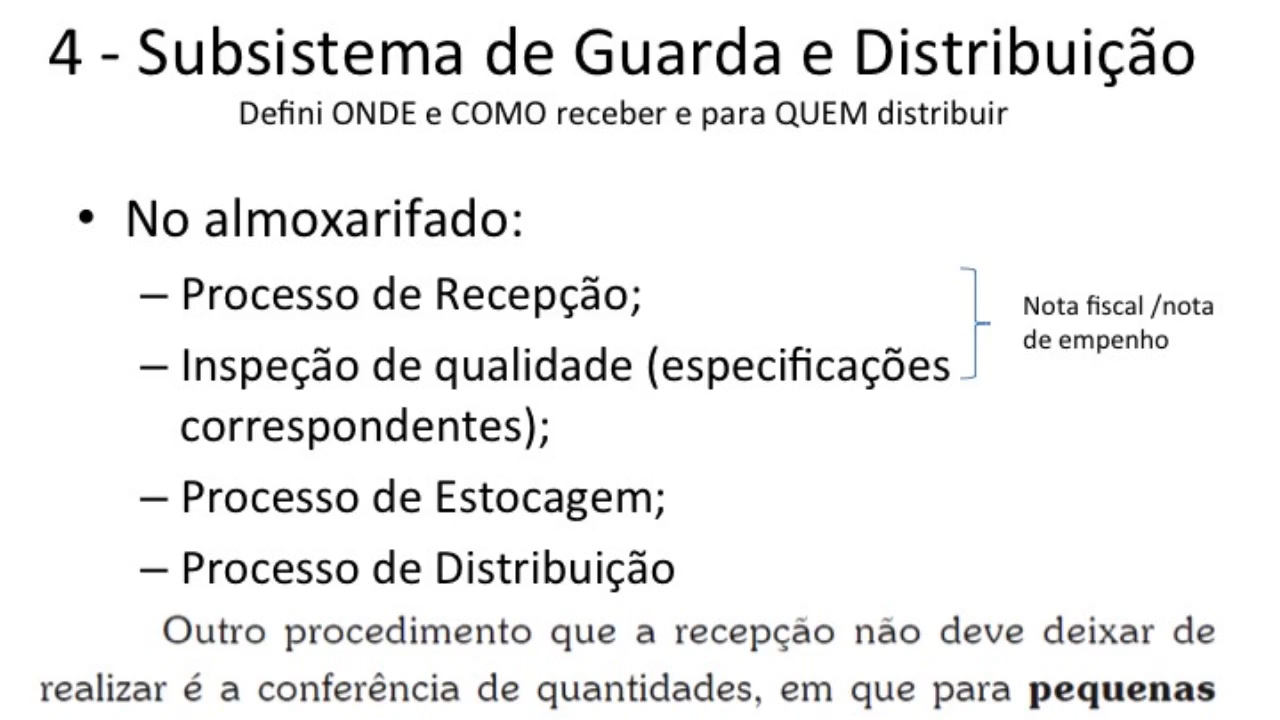 4 - Subsistema de Guarda e Distribuição
Defini ONDE e COMO receber e para QUEM distribuir
• No almoxarifado:
– Processo de Recepção;
– Inspeção de qualidade (especificações
correspondentes);
Nota fiscal /nota
de empenho
– Processo de Estocagem;
– Processo de Distribuição
Outro procedimento que a recepção não deve deixar de
realizar é a conferência de quantidades, em que para pequenas